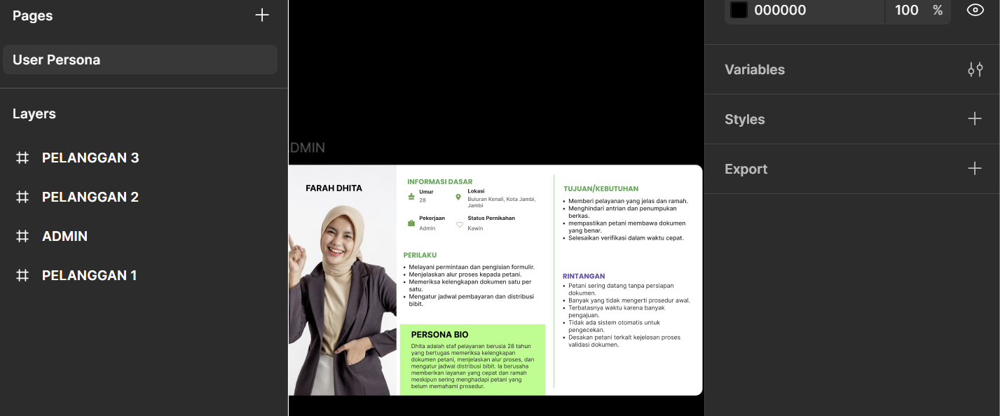 Pages
User Persona
Layers
PELANGGAN 3
PELANGGAN 2
ADMIN
PELANGGAN 1
DMIN
FARAH DHITA
INFORMASI DASAR
Umur
28
Lokasi
Buluran Kenali, Kota Jambi,
Jambi
Pekerjaan
Admin
Status Pernikahan
Kawin
PERILAKU
• Melayani permintaan dan pengisian formulir.
• Menjelaskan alur proses kepada petani.
• Memeriksa kelengkapan dokumen satu per
satu.
• Mengatur jadwal pembayaran dan distribusi
bibit.
PERSONA BIO
Dhita adalah staf pelayanan berusia 28 tahun
yang bertugas memeriksa kelengkapan
dokumen petani, menjelaskan alur proses, dan
mengatur jadwal distribusi bibit. Ia berusaha
memberikan layanan yang cepat dan ramah
meskipun sering menghadapi petani yang
belum memahami prosedur.
TUJUAN/KEBUTUHAN
• Memberi pelayanan yang jelas dan ramah.
• Menghindari antrian dan penumpukan
berkas.
• mempastikan petani membawa dokumen
yang benar.
• Selesaikan verifikasi dalam waktu cepat.
RINTANGAN
• Petani sering datang tanpa persiapan
dokumen.
• Banyak yang tidak mengerti prosedur awal.
• Terbatasnya waktu karena banyak
pengajuan.
• Tidak ada sistem otomatis untuk
pengecekan.
• Desakan petani terkait kejelasan proses
validasi dokumen.
000000 100 %
Variables
Styles
Export